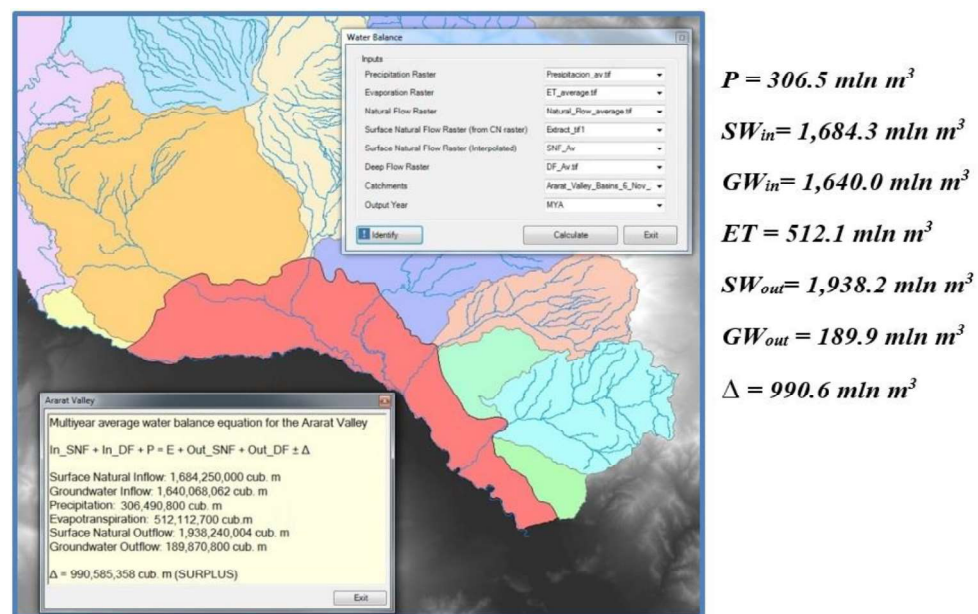 Water Balance
Inputs
Precipitation Raster
Presipitacion_av.tif
Evaporation Raster
ET_average.tif
Natural Flow Raster
Natural_Flow_average.tif
Surface Natural Flow Raster (from CN raster)
Extract_tif1
Surface Natural Flow Raster (Interpolated)
SNF_Av
Deep Flow Raster
DF_Av.tif
Catchments
Ararat_Valley_Basins_6_Nov_
Output Year
MYA
Identify
Calculate
Exit
P = 306.5 mln m³
SWin= 1,684.3 mln m³
GWin= 1,640.0 mln m³
ET = 512.1 mln m³
SWout= 1,938.2 mln m³
GWout = 189.9 mln m³
Δ = 990.6 mln m³
Ararat Valley
Multiyear average water balance equation for the Ararat Valley
In_SNF + In_DF + P = E + Out_SNF + Out_DF ± Δ
Surface Natural Inflow: 1,684,250,000 cub. m
Groundwater Inflow: 1,640,068,062 cub. m
Precipitation: 306,490,800 cub. m
Evapotranspiration: 512,112,700 cub.m
Surface Natural Outflow: 1,938,240,004 cub. m
Groundwater Outflow: 189,870,800 cub. m
Δ = 990,585,358 cub. m (SURPLUS)
Exit